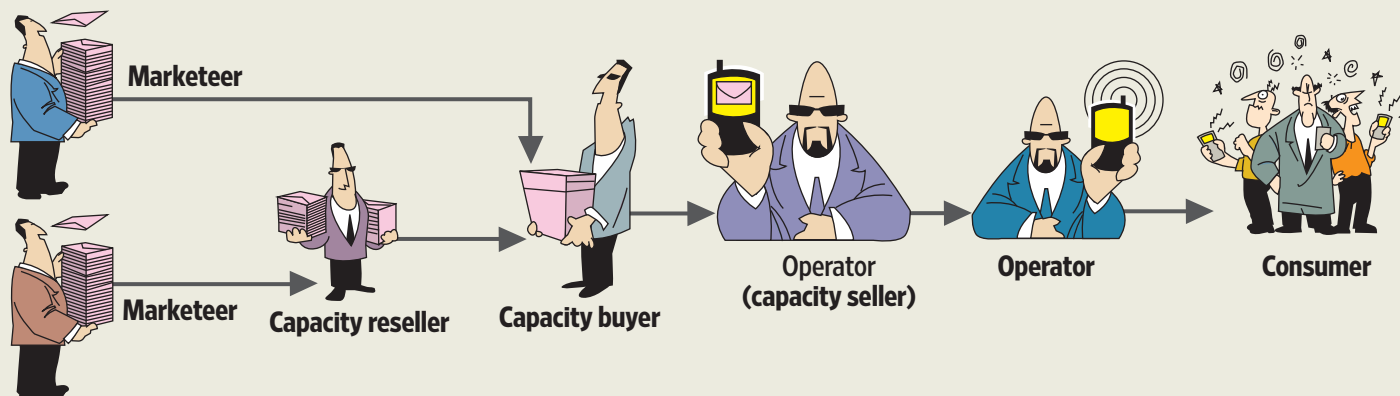 Marketeer
Marketeer
Capacity reseller
Capacity buyer
Operator
(capacity seller)
Operator
Consumer